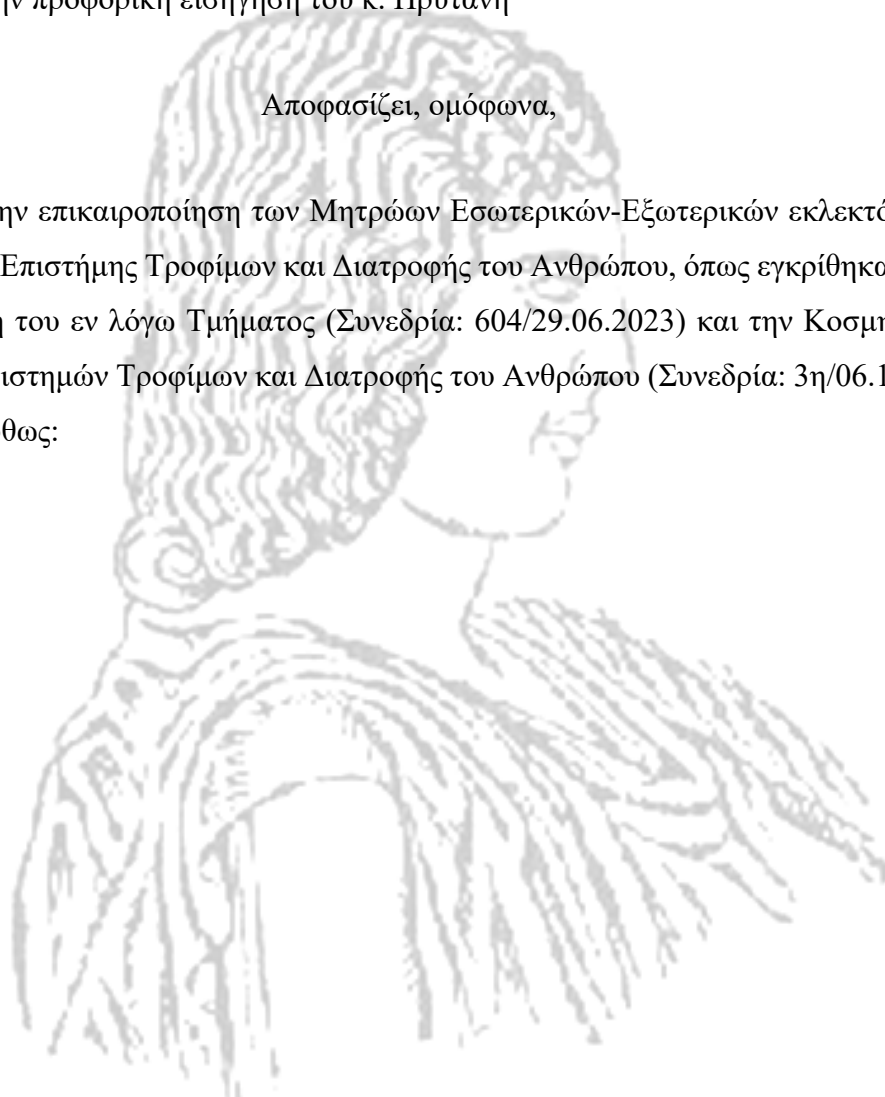 ην προφορική εισήγηση του κ. Πρύτανη
Αποφασίζει, ομόφωνα,
ην επικαιροποίηση των Μητρώων Εσωτερικών-Εξωτερικών εκλεκτό
Επιστήμης Τροφίμων και Διατροφής του Ανθρώπου, όπως εγκρίθηκα
η του εν λόγω Τμήματος (Συνεδρία: 604/29.06.2023) και την Κοσμη
ιστημών Τροφίμων και Διατροφής του Ανθρώπου (Συνεδρία: 3η/06.1
θως: